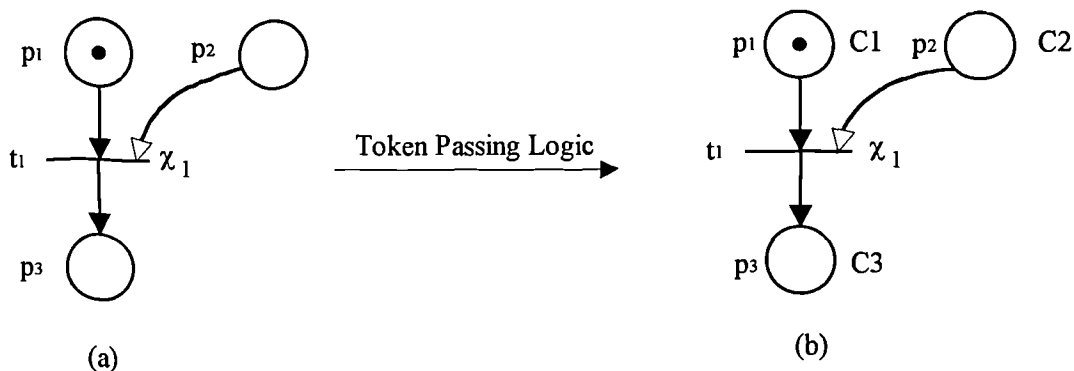 p1 p2
t1 χ1
p3
(a)
Token Passing Logic
p1 C1 p2 C2
t1 χ1
p3 C3
(b)